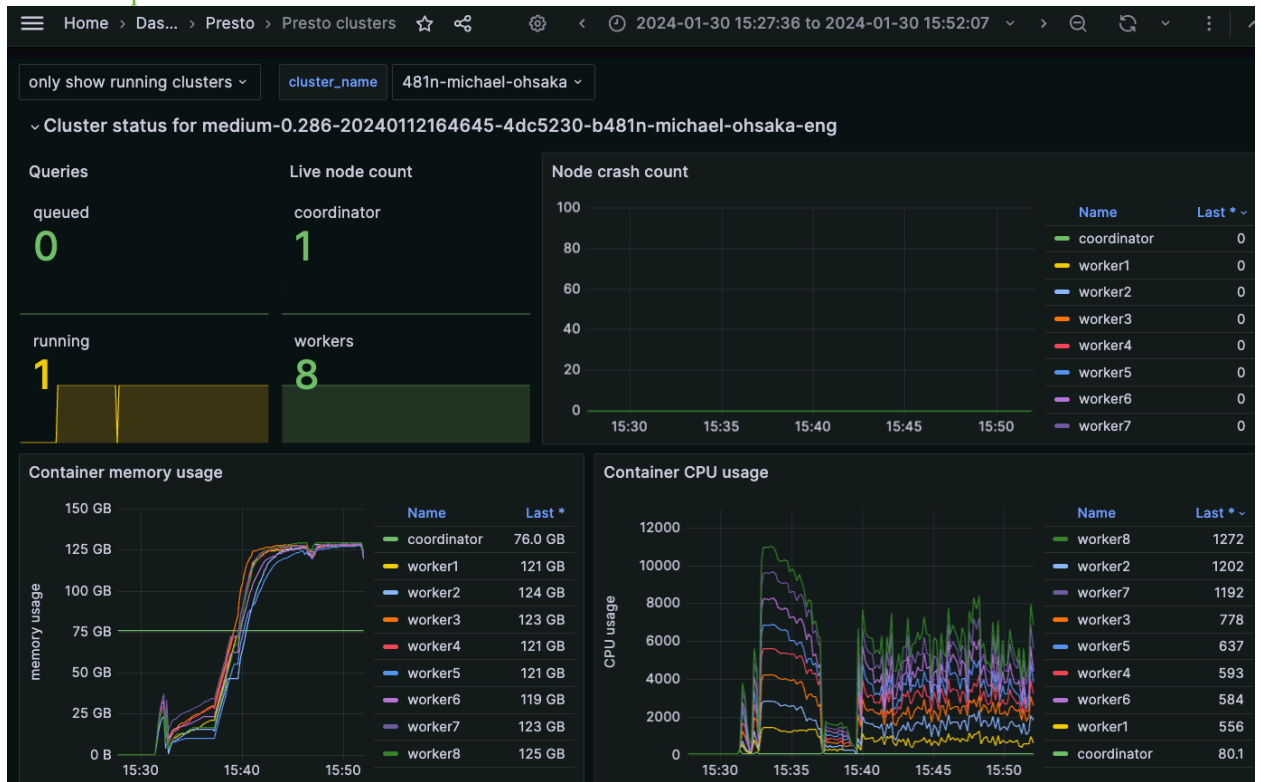 Home > Das... > Presto > Presto clusters
2024-01-30 15:27:36 to 2024-01-30 15:52:07
only show running clusters
cluster_name
481n-michael-ohsaka
Cluster status for medium-0.286-20240112164645-4dc5230-b481n-michael-ohsaka-eng
Queries
queued
0
running
1
Live node count
coordinator
1
workers
8
Node crash count
100
80
60
40
20
0
15:30 15:35 15:40 15:45 15:50
Name Last *
coordinator 0
worker1 0
worker2 0
worker3 0
worker4 0
worker5 0
worker6 0
worker7 0
Container memory usage
memory usage
150 GB
125 GB
100 GB
75 GB
50 GB
25 GB
0 B
15:30 15:40 15:50
Name Last *
coordinator 76.0 GB
worker1 121 GB
worker2 124 GB
worker3 123 GB
worker4 121 GB
worker5 121 GB
worker6 119 GB
worker7 123 GB
worker8 125 GB
Container CPU usage
CPU usage
12000
10000
8000
6000
4000
2000
0
15:30 15:35 15:40 15:45 15:50
Name Last *
worker8 1272
worker2 1202
worker7 1192
worker3 778
worker5 637
worker4 593
worker6 584
worker1 556
coordinator 80.1